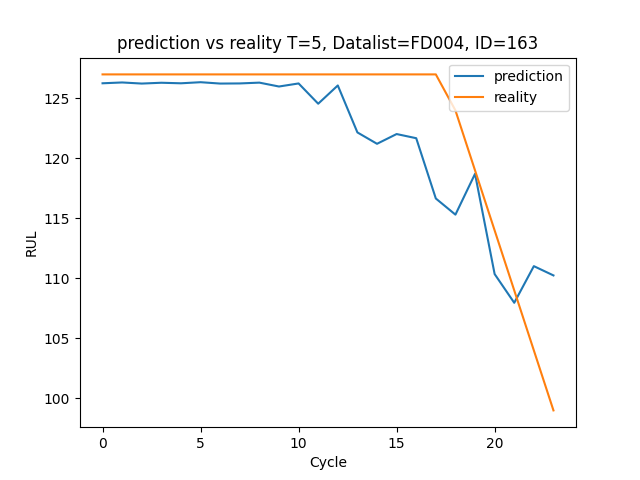 prediction vs reality T=5, Datalist=FD004, ID=163
prediction
reality
125
120
115
110
105
100
RUL
0 5 10 15 20
Cycle